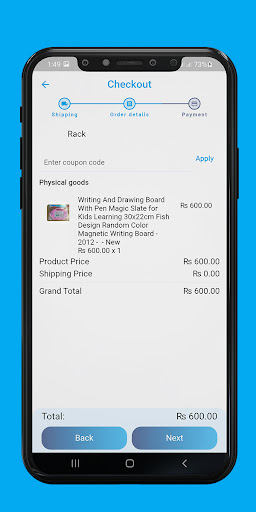 1:49 73%
Checkout
Shipping Order details Payment
Rack
Enter coupon code Apply
Physical goods
Writing And Drawing Board Rs 600.00
With Pen Magic Slate for
Kids Learning 30x22cm Fish
Design Random Color
Magnetic Writing Board -
2012 - - New
Rs 600.00 x 1
Product Price Rs 600.00
Shipping Price Rs 0.00
Grand Total Rs 600.00
Total: Rs 600.00
Back Next